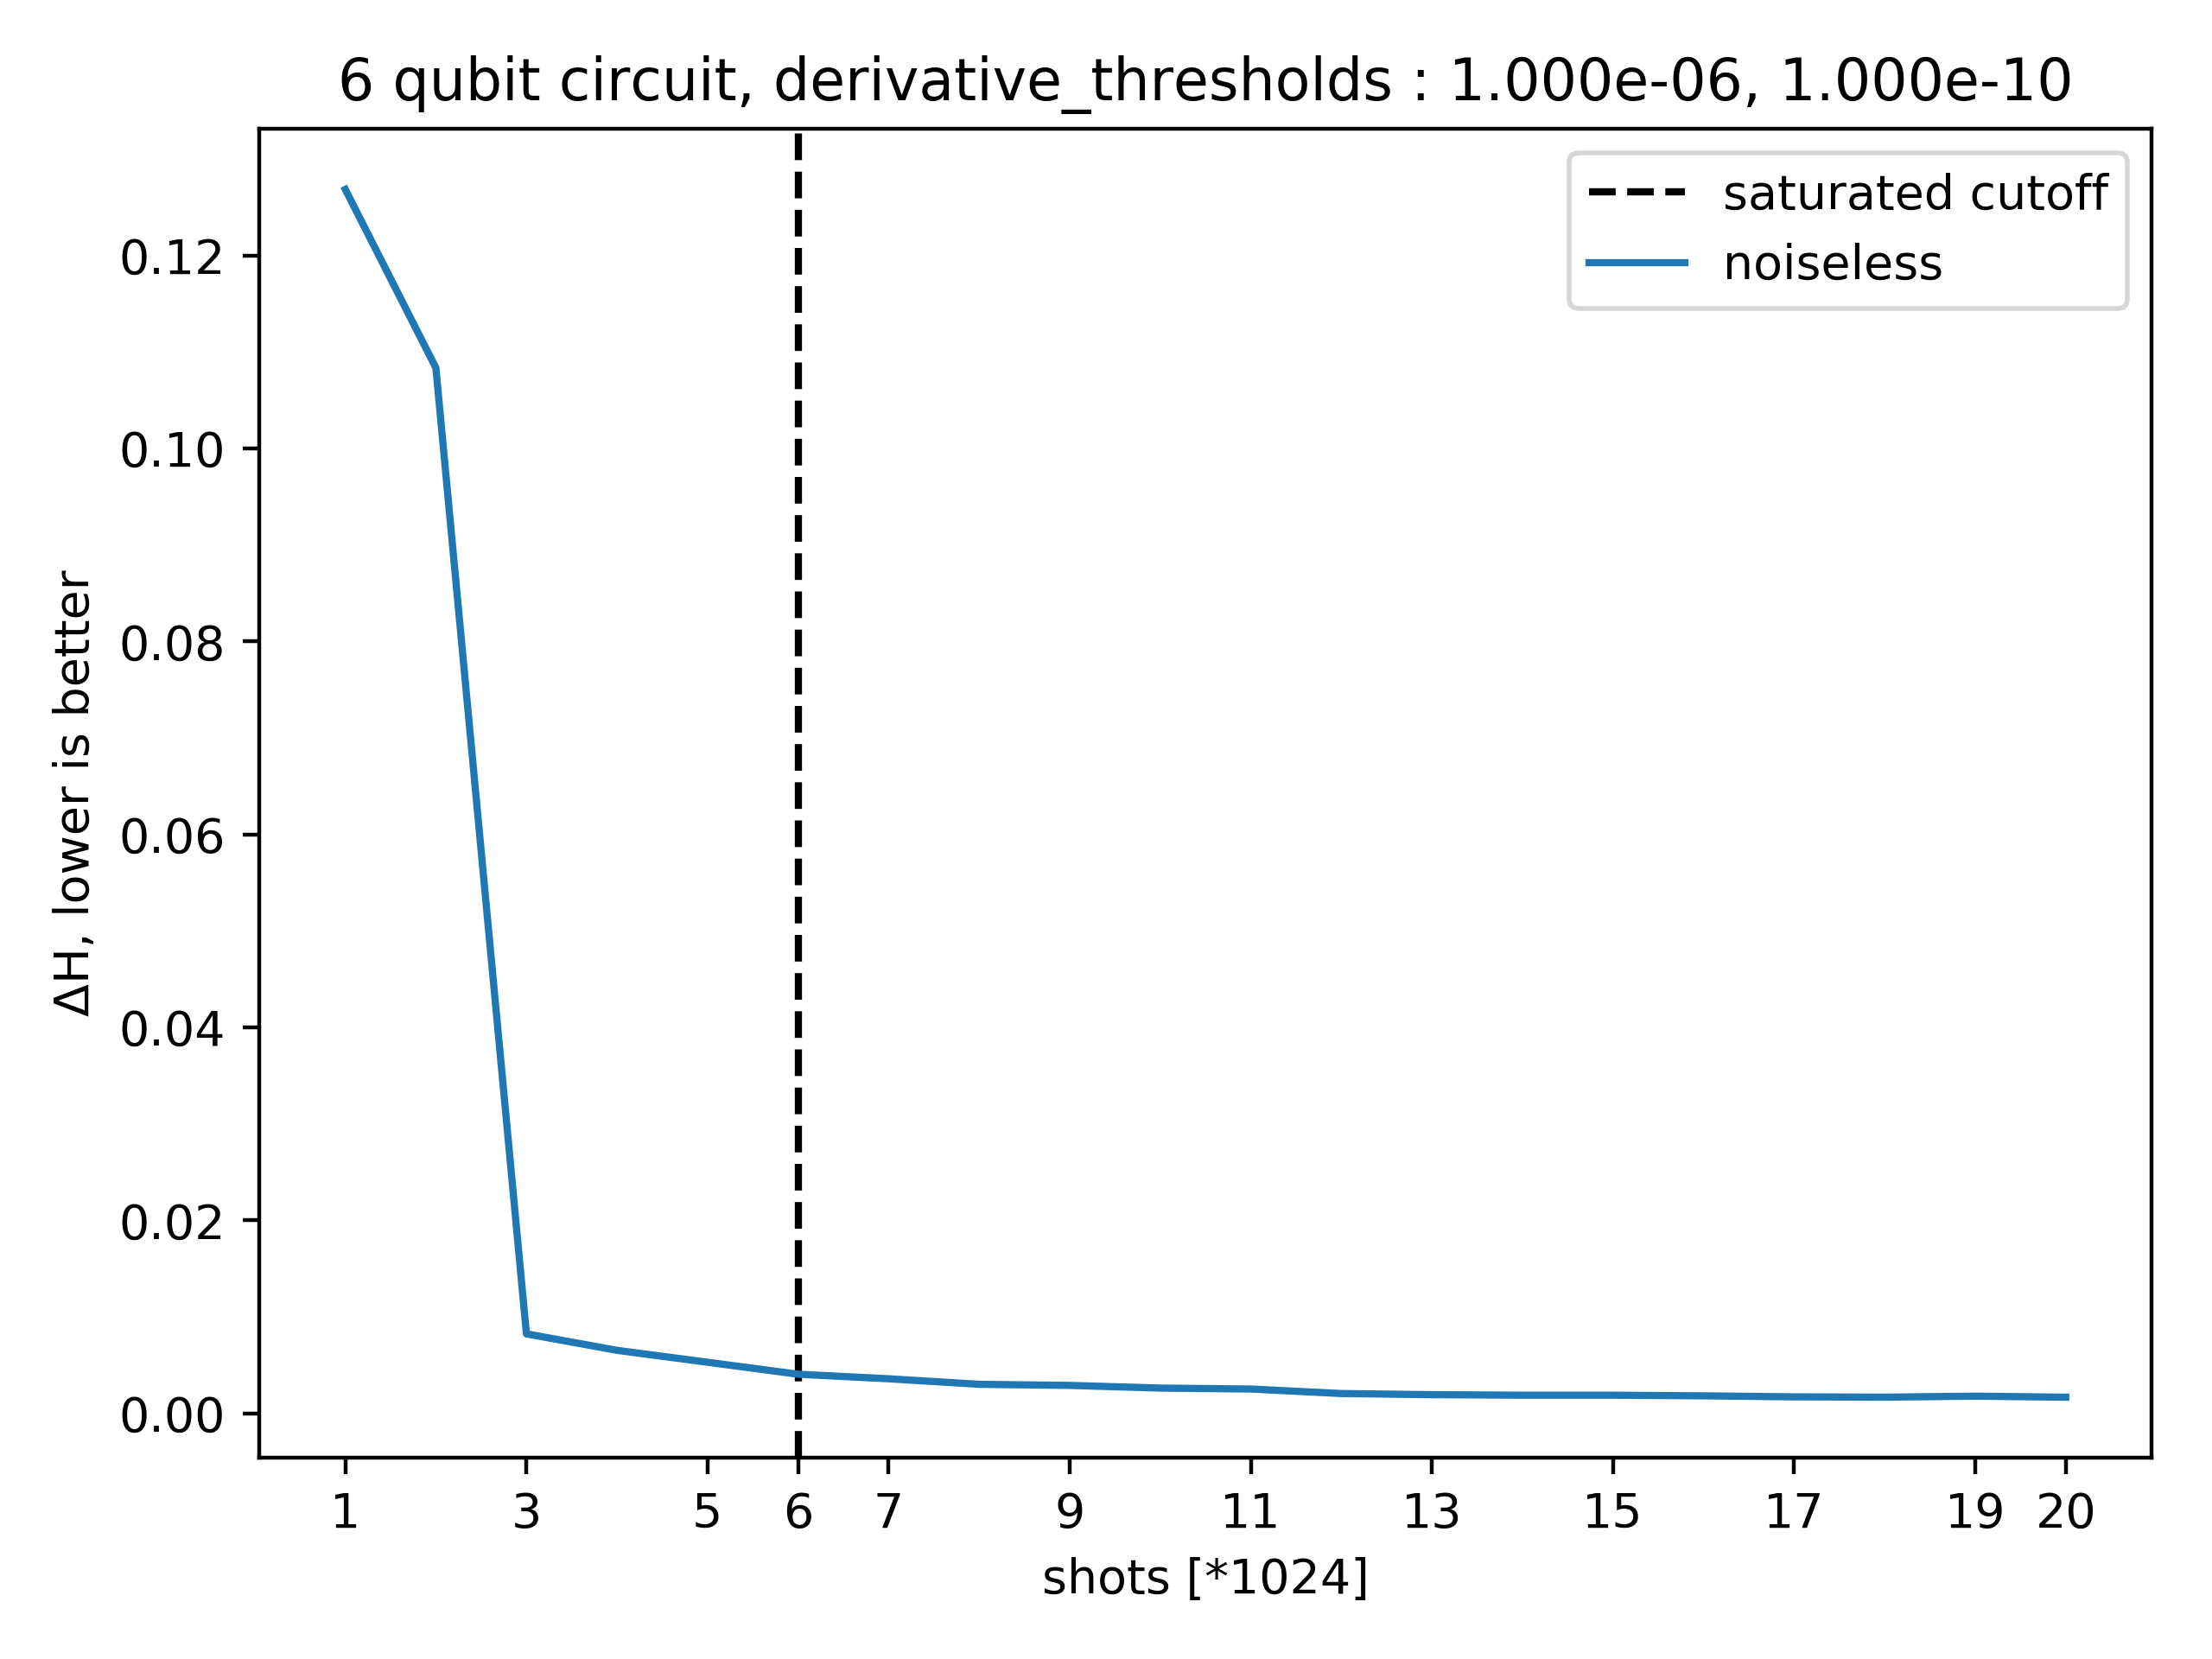 6 qubit circuit, derivative_thresholds : 1.000e-06, 1.000e-10
saturated cutoff
noiseless
0.12
0.10
0.08
0.06
0.04
0.02
0.00
ΔH, lower is better
1 3 5 6 7 9 11 13 15 17 19 20
shots [*1024]